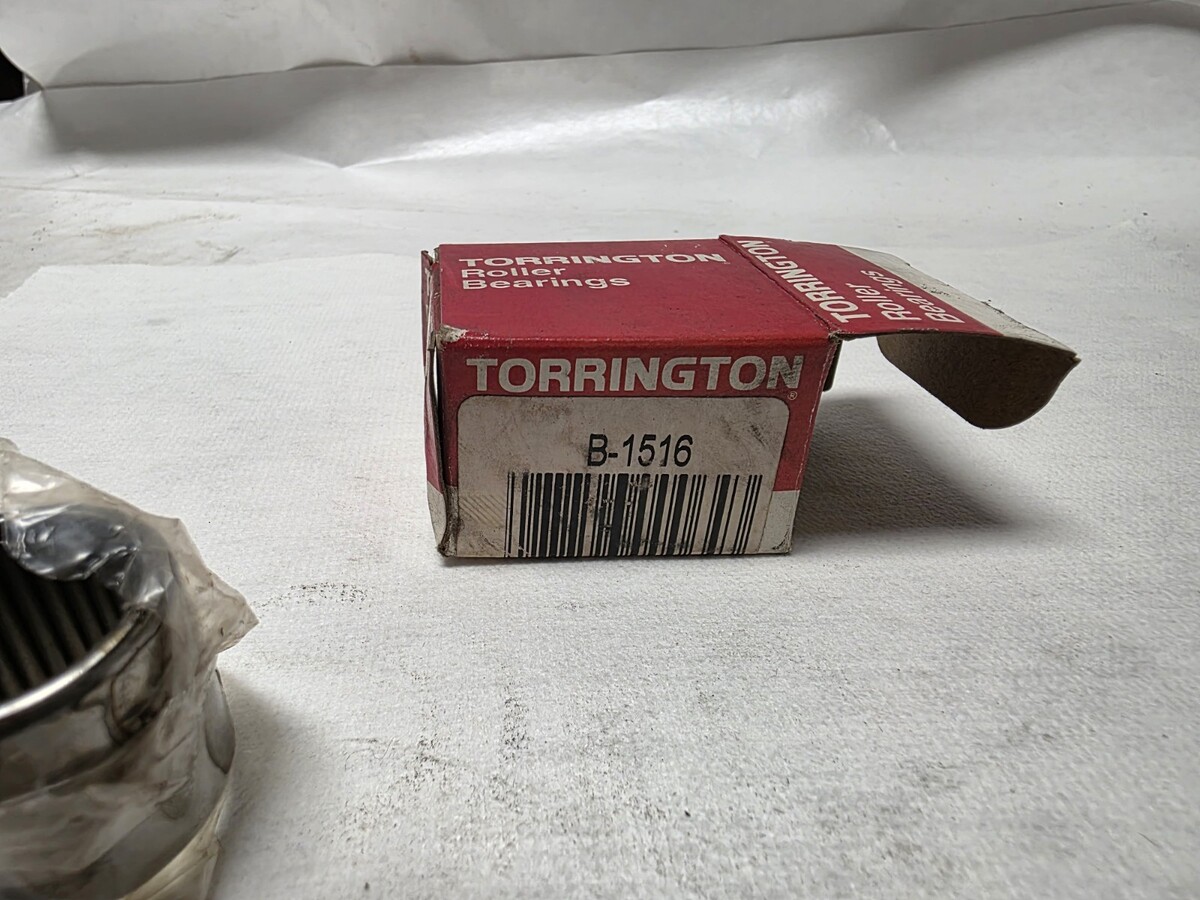 TORRINGTON
Roller
Bearings
TORRINGTON
Roller
Bearings
TORRINGTON®
B-1516